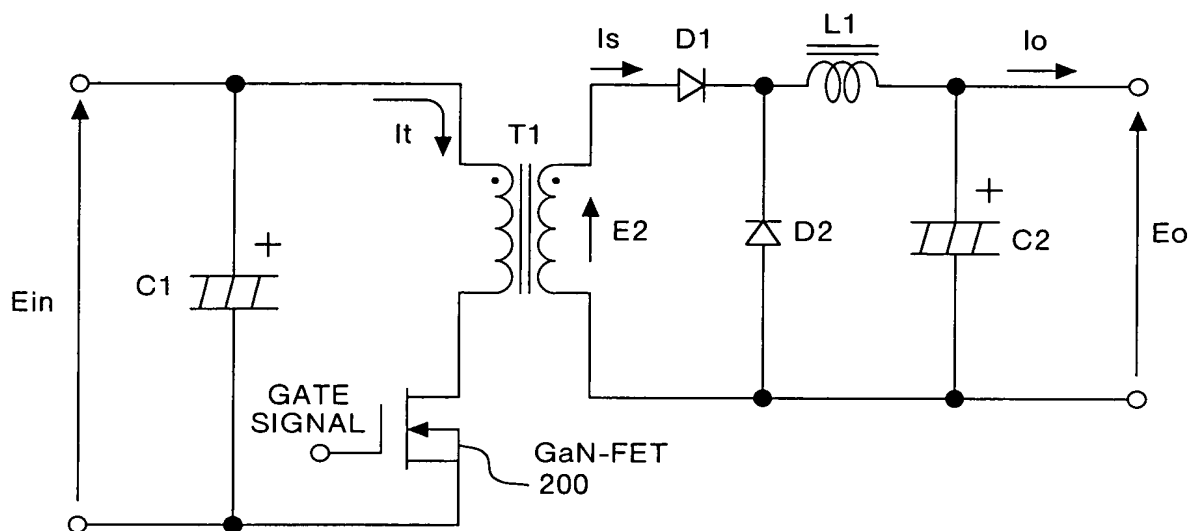 Is
D1
L1
Io
It
T1
Ein
C1
+
E2
D2
+
C2
Eo
GATE
SIGNAL
GaN-FET
200